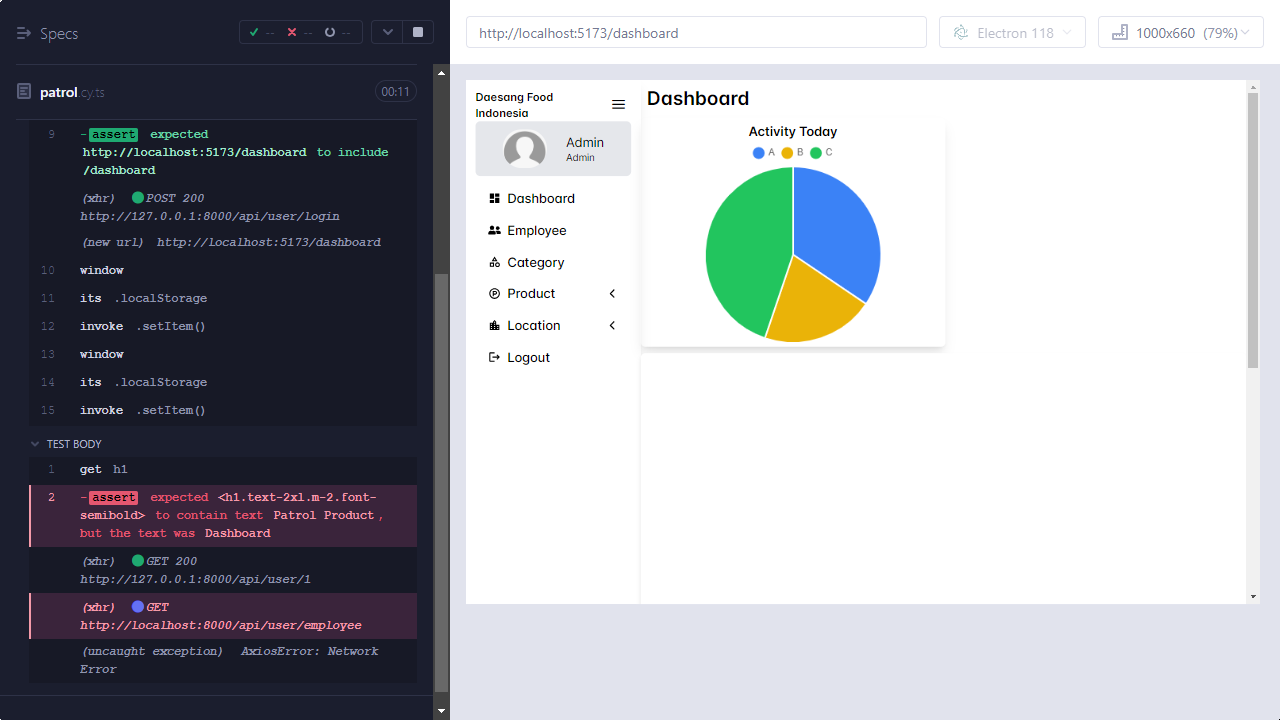 Specs
-- -- --
patrol.cy.ts
00:11
9 -assert expected
http://localhost:5173/dashboard to include
/dashboard
(xhr) POST 200
http://127.0.0.1:8000/api/user/login
(new url) http://localhost:5173/dashboard
10 window
11 its .localStorage
12 invoke .setItem()
13 window
14 its .localStorage
15 invoke .setItem()
TEST BODY
1 get h1
2 -assert expected <h1.text-2xl.m-2.font-
semibold> to contain text Patrol Product,
but the text was Dashboard
(xhr) GET 200
http://127.0.0.1:8000/api/user/1
(xhr) GET
http://localhost:8000/api/user/employee
(uncaught exception) AxiosError: Network
Error
http://localhost:5173/dashboard
Electron 118
1000x660 (79%)
Daesang Food
Indonesia
Admin
Admin
Dashboard
Employee
Category
Product
Location
Logout
Dashboard
Activity Today
A B C